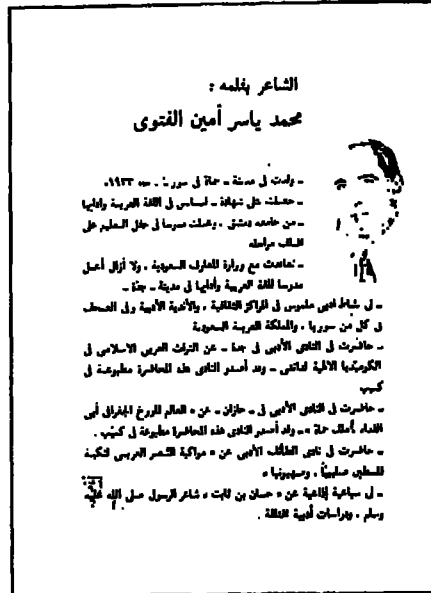 الشاعر بقلمه :
محمد ياسر أمين الفتوى
ـ ولدت في مدينة ـ حماة في سوريا ـ سنة ١٩٣٣ م
ـ حصلت على شهادة ـ ليسانس في اللغة العربية وآدابها
ـ من جامعة دمشق . وعملت مدرسا في حقل التعليم على
اختلاف مراحله
ـ تعاقدت مع وزارة المعارف السعودية . ولا أزال أعمل
مدرسا للغة العربية وآدابها في مدينة ـ جدة ـ
ـ لي نشاط أدبي ملموس في المراكز الثقافية . والأندية الأدبية وفي الصحف
في كل من سوريا . والمملكة العربية السعودية
ـ حاضرت في النادي الأدبي في جدة ـ عن التراث العربي الاسلامي في
الكوميديا الالهية لدانتي ـ وقد أصدر النادي هذه المحاضرة مطبوعة في
كتيب
ـ حاضرت في النادي الأدبي في ـ جازان ـ عن « العالم المؤرخ الجغرافي أبي
الفداء أ حماة » ـ وقد أصدر النادي هذه المحاضرة مطبوعة في كتيب .
ـ حاضرت في نادي الطائف الأدبي عن « مواكبة الشعر العربي لنكبة
فلسطين صليبيا . وصهيونيا »
ـ لي سباعية إذاعية عن « حسان بن ثابت » شاعر الرسول صلى الله عليه
وسلم . ودراسات أدبية مختلفة .